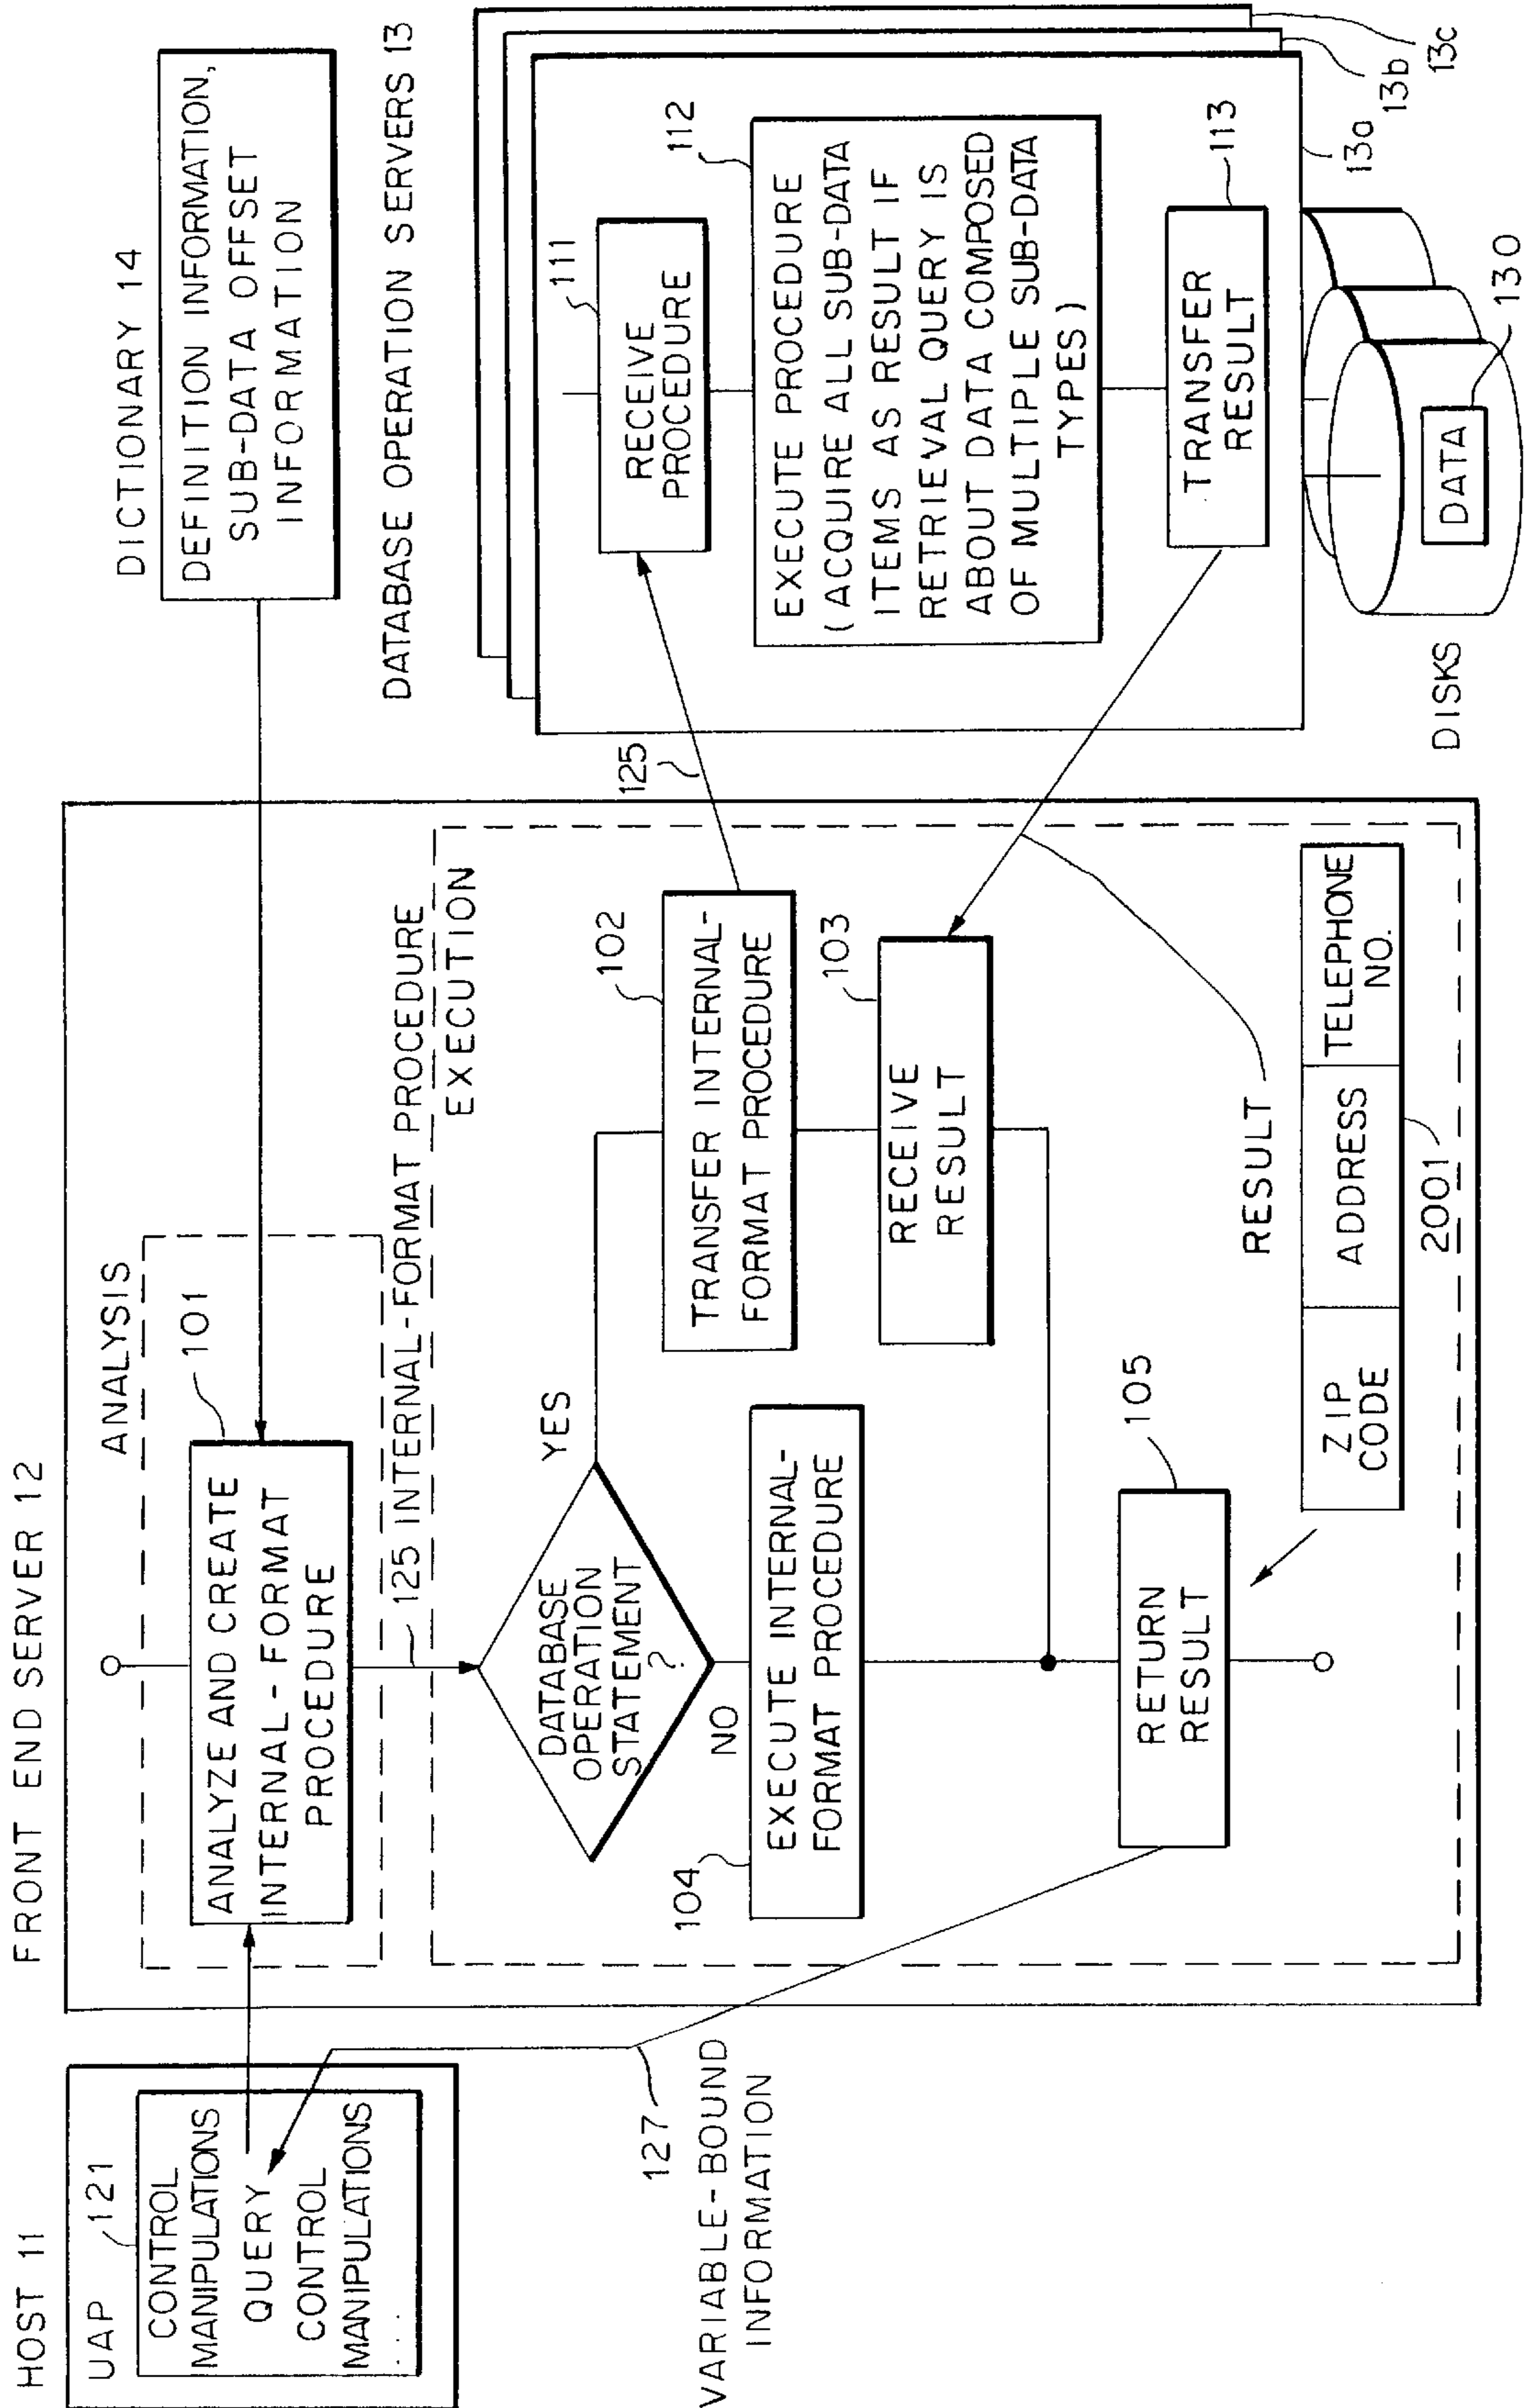 HOST 11
UAP 121
CONTROL
MANIPULATIONS
QUERY
CONTROL
MANIPULATIONS
...
127
VARIABLE-BOUND
INFORMATION
FRONT END SERVER 12
ANALYSIS
101
ANALYZE AND CREATE
INTERNAL-FORMAT
PROCEDURE
125 INTERNAL-FORMAT PROCEDURE
EXECUTION
DATABASE
OPERATION
STATEMENT
?
YES
NO
102
TRANSFER INTERNAL-
FORMAT PROCEDURE
103
RECEIVE
RESULT
104
EXECUTE INTERNAL-
FORMAT PROCEDURE
105
RETURN
RESULT
RESULT
ZIP
CODE
ADDRESS
TELEPHONE
NO.
2001
DICTIONARY 14
DEFINITION INFORMATION,
SUB-DATA OFFSET
INFORMATION
DATABASE OPERATION SERVERS 13
125
111
RECEIVE
PROCEDURE
112
EXECUTE PROCEDURE
(ACQUIRE ALL SUB-DATA
ITEMS AS RESULT IF
RETRIEVAL QUERY IS
ABOUT DATA COMPOSED
OF MULTIPLE SUB-DATA
TYPES)
113
TRANSFER
RESULT
13a
13b
13c
DISKS
DATA
130